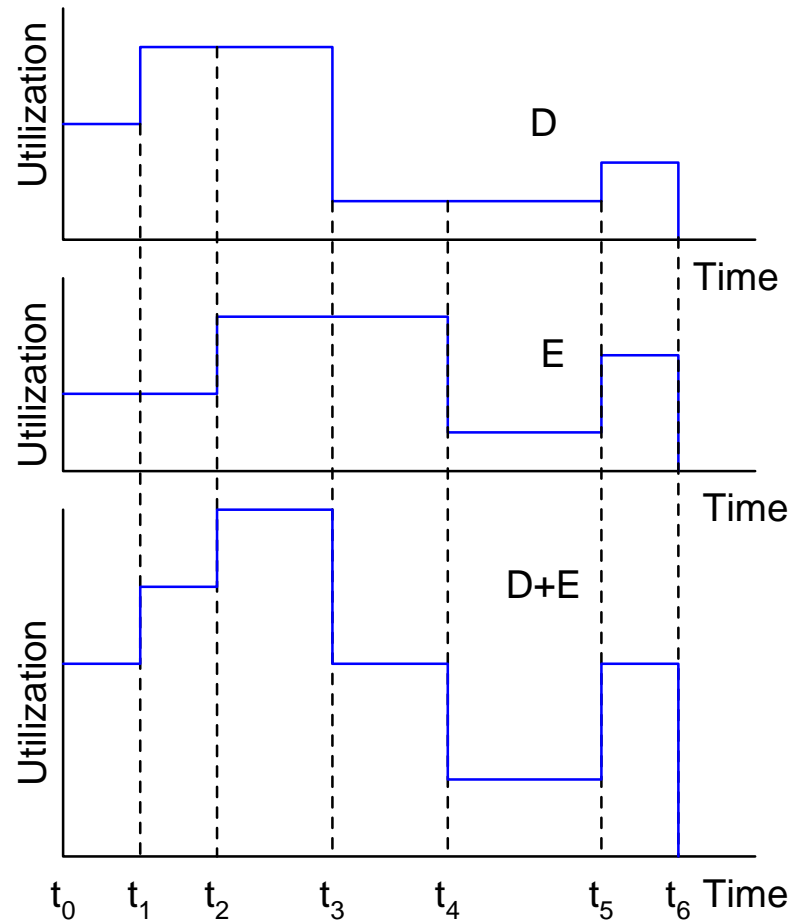 Utilization
D
Time
Utilization
E
Time
Utilization
D+E
t0 t1 t2 t3 t4 t5 t6 Time